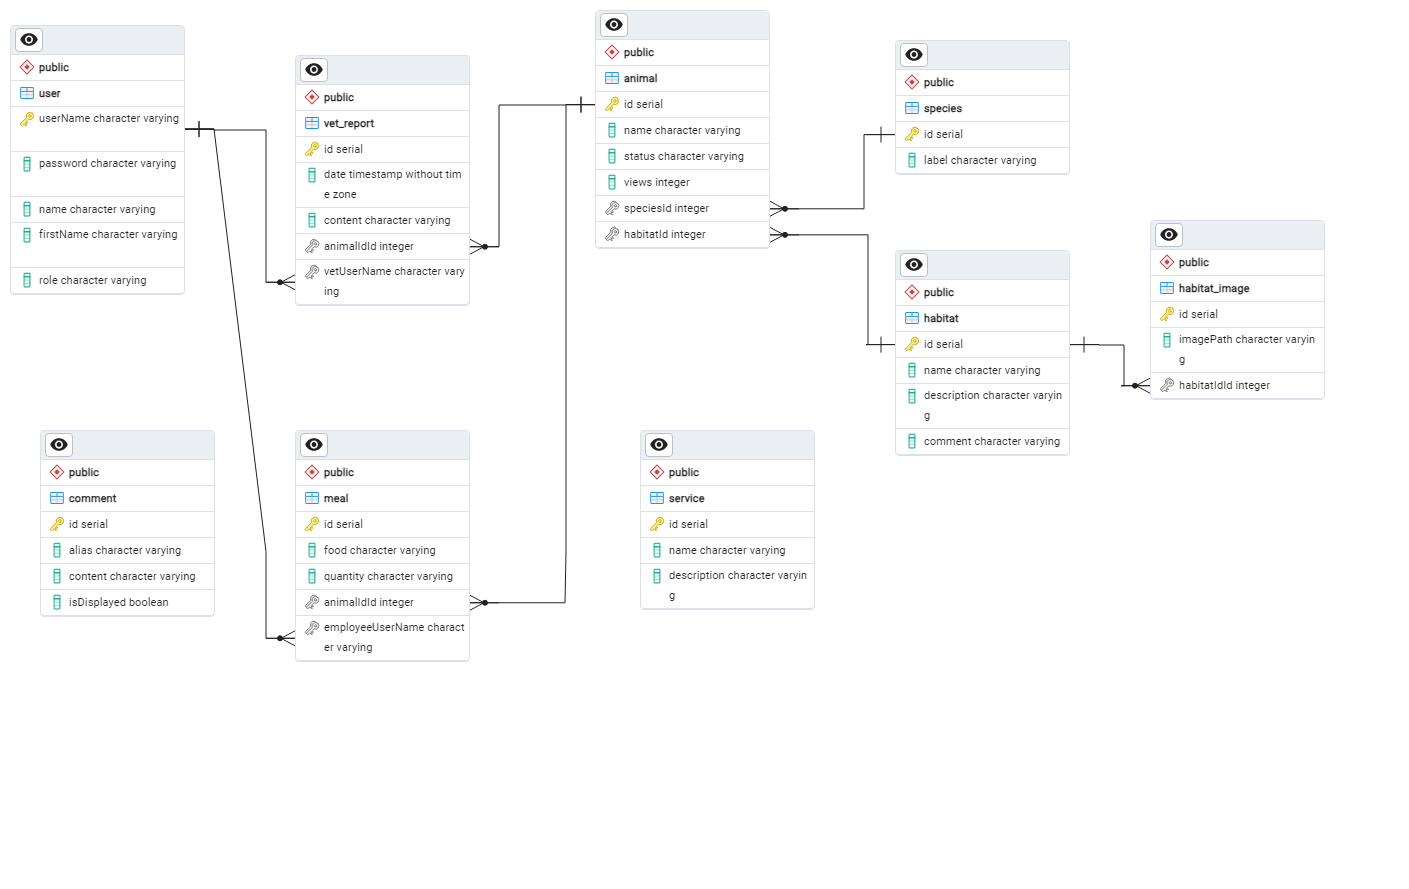 public
user
userName character varying
password character varying
name character varying
firstName character varying
role character varying
public
vet_report
id serial
date timestamp without tim
e zone
content character varying
animalIdId integer
vetUserName character vary
ing
public
animal
id serial
name character varying
status character varying
views integer
speciesId integer
habitatId integer
public
species
id serial
label character varying
public
habitat
id serial
name character varying
description character varyin
g
comment character varying
public
habitat_image
id serial
imagePath character varyin
g
habitatIdId integer
public
comment
id serial
alias character varying
content character varying
isDisplayed boolean
public
meal
id serial
food character varying
quantity character varying
animalIdId integer
employeeUserName charact
er varying
public
service
id serial
name character varying
description character varyin
g